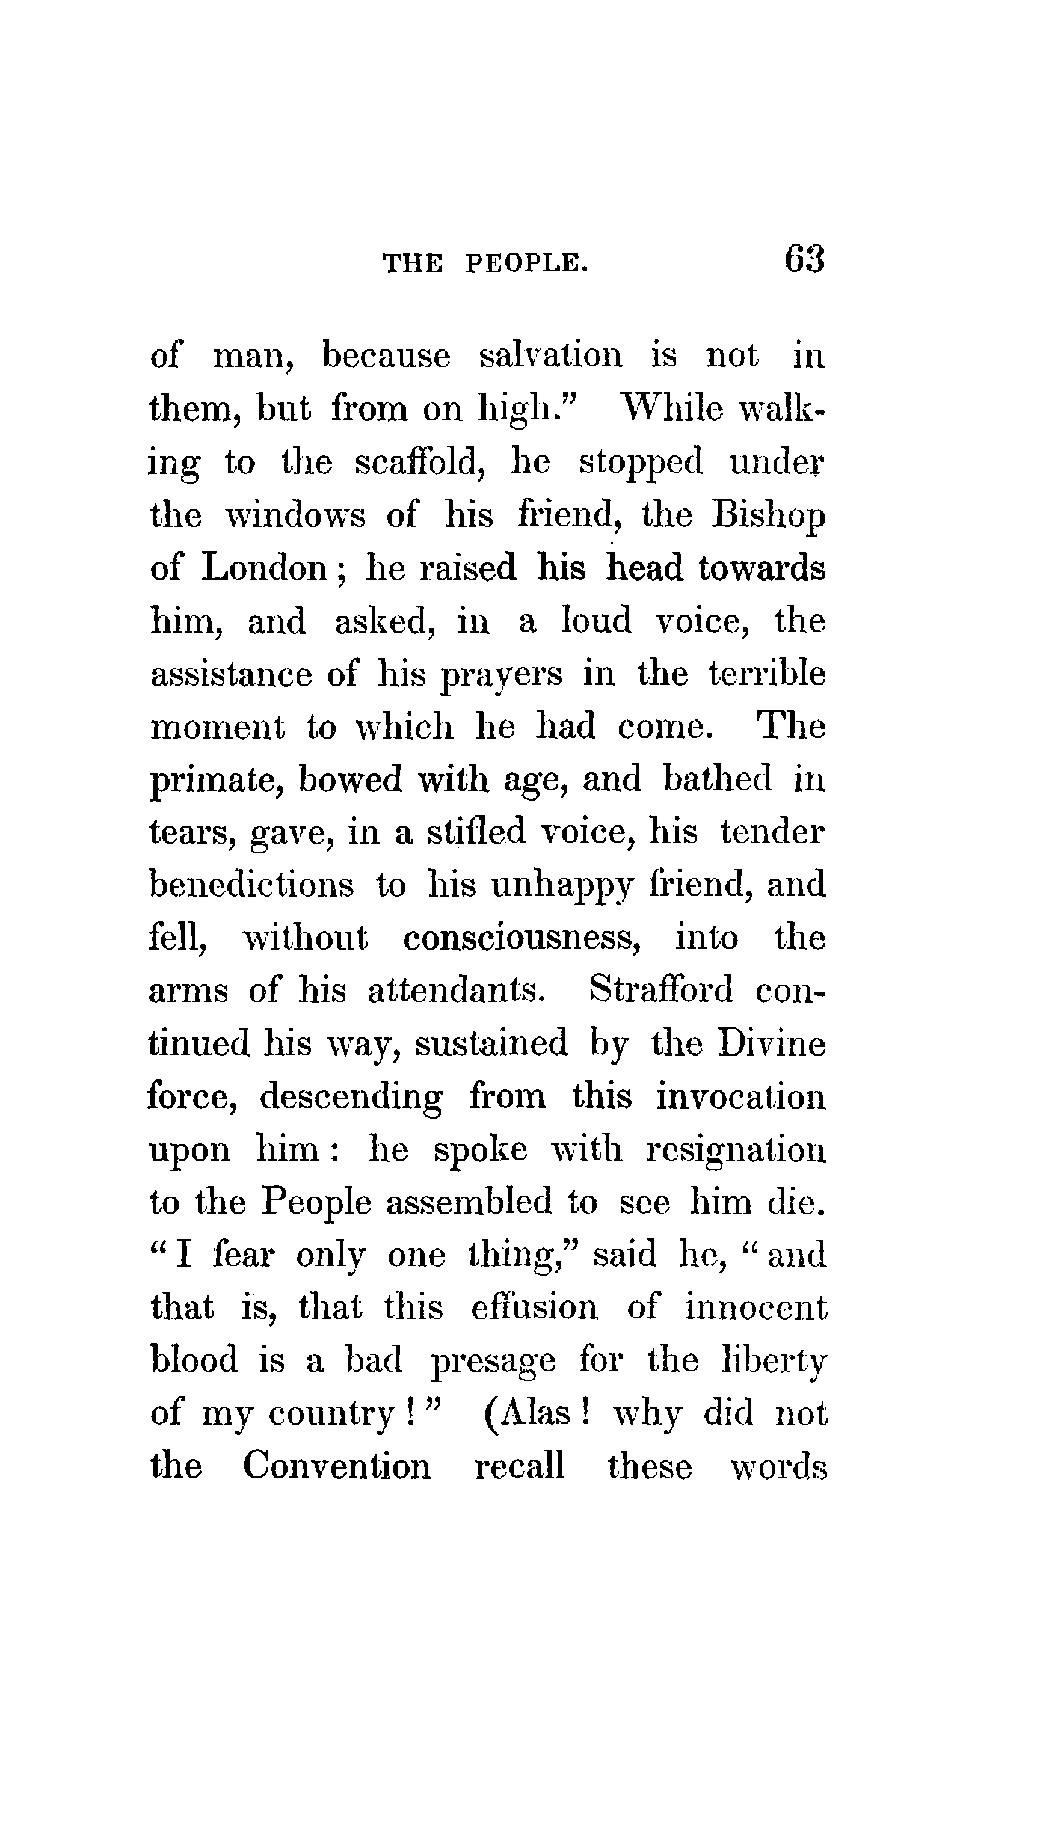 THE PEOPLE. 63
of man, because salvation is not in
them, but from on high.” While walk-
ing to the scaffold, he stopped under
the windows of his friend, the Bishop
of London ; he raised his head towards
him, and asked, in a loud voice, the
assistance of his prayers in the terrible
moment to which he had come. The
primate, bowed with age, and bathed in
tears, gave, in a stifled voice, his tender
benedictions to his unhappy friend, and
fell, without consciousness, into the
arms of his attendants. Strafford con-
tinued his way, sustained by the Divine
force, descending from this invocation
upon him : he spoke with resignation
to the People assembled to see him die.
“ I fear only one thing,” said he, “ and
that is, that this effusion of innocent
blood is a bad presage for the liberty
of my country ! ” (Alas ! why did not
the Convention recall these words